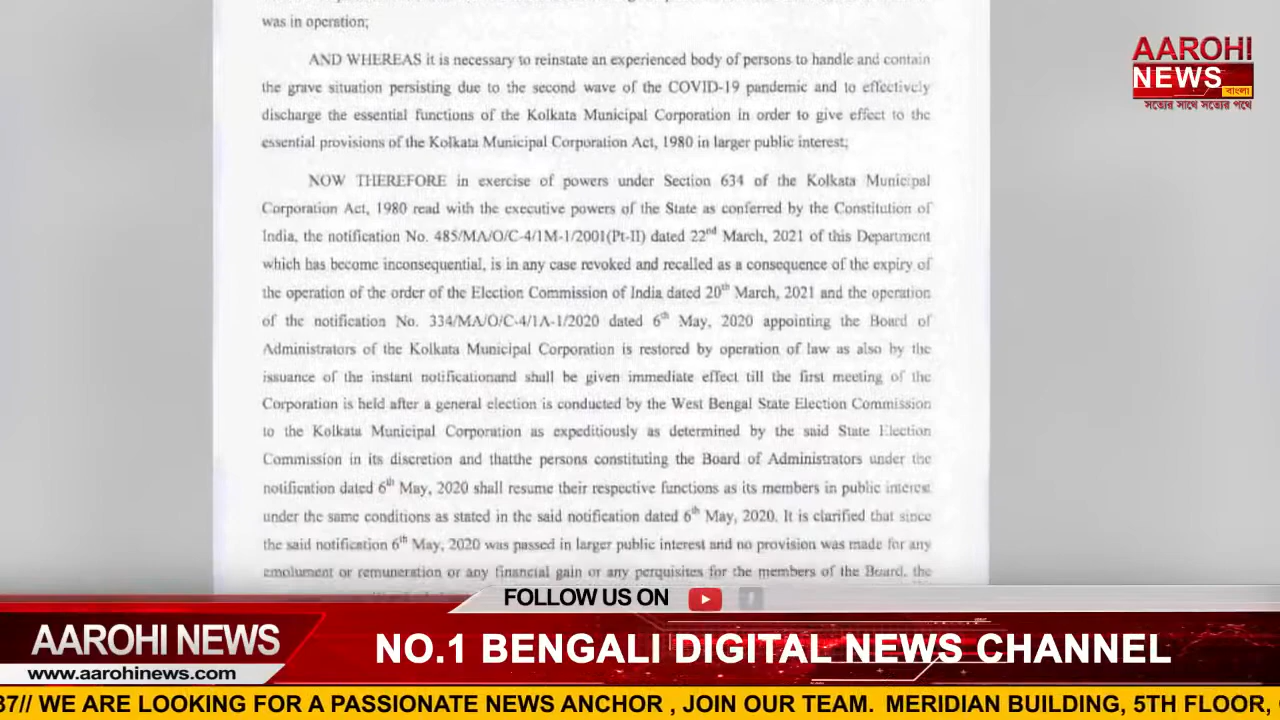 was in operation;
AND WHEREAS it is necessary to reinstate an experienced body of persons to handle and contain
the grave situation persisting due to the second wave of the COVID-19 pandemic and to effectively
discharge the essential functions of the Kolkata Municipal Corporation in order to give effect to the
essential provisions of the Kolkata Municipal Corporation Act, 1980 in larger public interest;
NOW THEREFORE in exercise of powers under Section 634 of the Kolkata Municipal
Corporation Act, 1980 read with the executive powers of the State as conferred by the Constitution of
India, the notification No. 485/MA/O/C-4/1M-1/2001(Pt-II) dated 22nd March, 2021 of this Department
which has become inconsequential, is in any case revoked and recalled as a consequence of the expiry of
the operation of the order of the Election Commission of India dated 20th March, 2021 and the operation
of the notification No. 334/MA/O/C-4/1A-1/2020 dated 6th May, 2020 appointing the Board of
Administrators of the Kolkata Municipal Corporation is restored by operation of law as also by the
issuance of the instant notificationand shall be given immediate effect till the first meeting of the
Corporation is held after a general election is conducted by the West Bengal State Election Commission
to the Kolkata Municipal Corporation as expeditiously as determined by the said State Election
Commission in its discretion and thatthe persons constituting the Board of Administrators under the
notification dated 6th May, 2020 shall resume their respective functions as its members in public interest
under the same conditions as stated in the said notification dated 6th May, 2020. It is clarified that since
the said notification 6th May, 2020 was passed in larger public interest and no provision was made for any
emolument or remuneration or any financial gain or any perquisites for the members of the Board, the
AAROHI
NEWS
বাংলা
সত্যের সাথে সত্যের পথে
FOLLOW US ON
AAROHI NEWS
www.aarohinews.com
NO.1 BENGALI DIGITAL NEWS CHANNEL
37// WE ARE LOOKING FOR A PASSIONATE NEWS ANCHOR , JOIN OUR TEAM. MERIDIAN BUILDING, 5TH FLOOR,